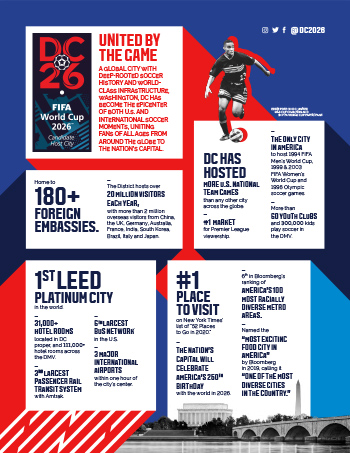 @DC2026
DC
26
FIFA
World Cup
2026
Candidate
Host City
UNITED BY
THE GAME
A GLOBAL CITY WITH
DEEP-ROOTED SOCCER
HISTORY AND WORLD-
CLASS INFRASTRUCTURE,
WASHINGTON, DC HAS
BECOME THE EPICENTER
OF BOTH U.S. AND
INTERNATIONAL SOCCER
MOMENTS, UNITING
FANS OF ALL AGES FROM
AROUND THE GLOBE TO
THE NATION'S CAPITAL.
Home to
180+
FOREIGN
EMBASSIES.
The District hosts over
20 MILLION VISITORS
EACH YEAR,
with more than 2 million
overseas visitors from China,
the UK, Germany, Australia,
France, India, South Korea,
Brazil, Italy and Japan.
DC HAS
HOSTED
MORE U.S. NATIONAL
TEAM GAMES
than any other city
across the globe.
#1 MARKET
for Premier League
viewership.
THE ONLY CITY
IN AMERICA
to host 1994 FIFA
Men's World Cup,
1999 & 2003
FIFA Women's
World Cup and
1996 Olympic
soccer games.
More than
60 YOUTH CLUBS
and 300,000 kids
play soccer in
the DMV.
1ST LEED
PLATINUM CITY
in the world
31,000+
HOTEL ROOMS
located in DC
proper, and 111,000+
hotel rooms across
the DMV.
2ND LARGEST
PASSENGER RAIL
TRANSIT SYSTEM
with Amtrak.
6TH LARGEST
BUS NETWORK
in the U.S.
3 MAJOR
INTERNATIONAL
AIRPORTS
within one hour of
the city's center.
#1
PLACE
TO VISIT
on New York Times'
list of "52 Places
to Go in 2020."
THE NATION'S
CAPITAL WILL
CELEBRATE
AMERICA'S 250TH
BIRTHDAY
with the world in 2026.
6th in Bloomberg's
ranking of
AMERICA'S 100
MOST RACIALLY
DIVERSE METRO
AREAS.
Named the
"MOST EXCITING
FOOD CITY IN
AMERICA"
by Bloomberg
in 2019, calling it
"ONE OF THE MOST
DIVERSE CITIES
IN THE COUNTRY."